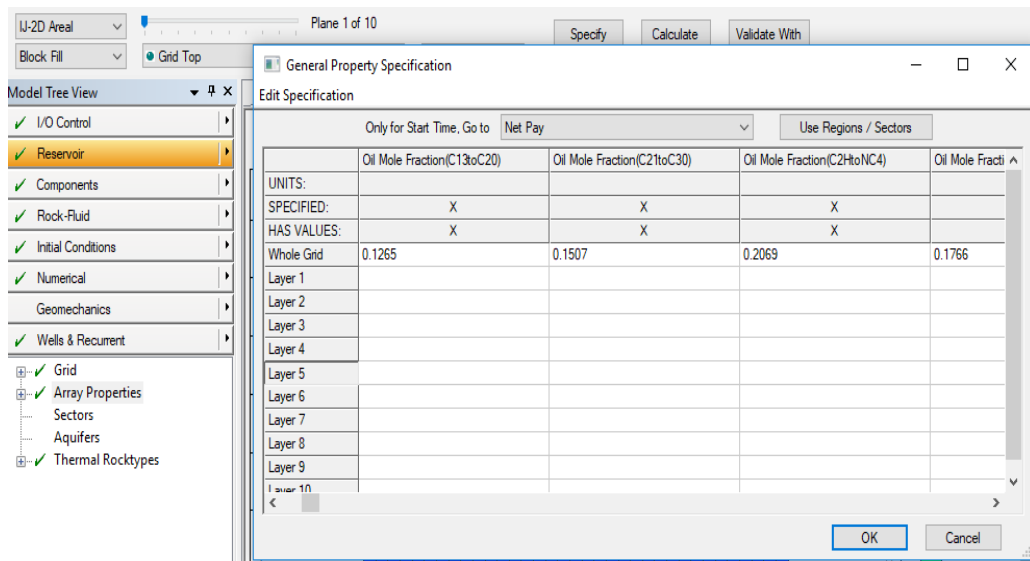 IJ-2D Areal
Plane 1 of 10
Specify Calculate Validate With
Block Fill
Grid Top
General Property Specification
Edit Specification
Model Tree View
I/O Control
Reservoir
Components
Rock-Fluid
Initial Conditions
Numerical
Geomechanics
Wells & Recurrent
Grid
Array Properties
Sectors
Aquifers
Thermal Rocktypes
Only for Start Time, Go to Net Pay Use Regions / Sectors
Oil Mole Fraction(C13toC20) Oil Mole Fraction(C21toC30) Oil Mole Fraction(C2HtoNC4) Oil Mole Fracti
UNITS:
SPECIFIED: X X X
HAS VALUES: X X X
Whole Grid 0.1265 0.1507 0.2069 0.1766
Layer 1
Layer 2
Layer 3
Layer 4
Layer 5
Layer 6
Layer 7
Layer 8
Layer 9
Layer 10
OK Cancel